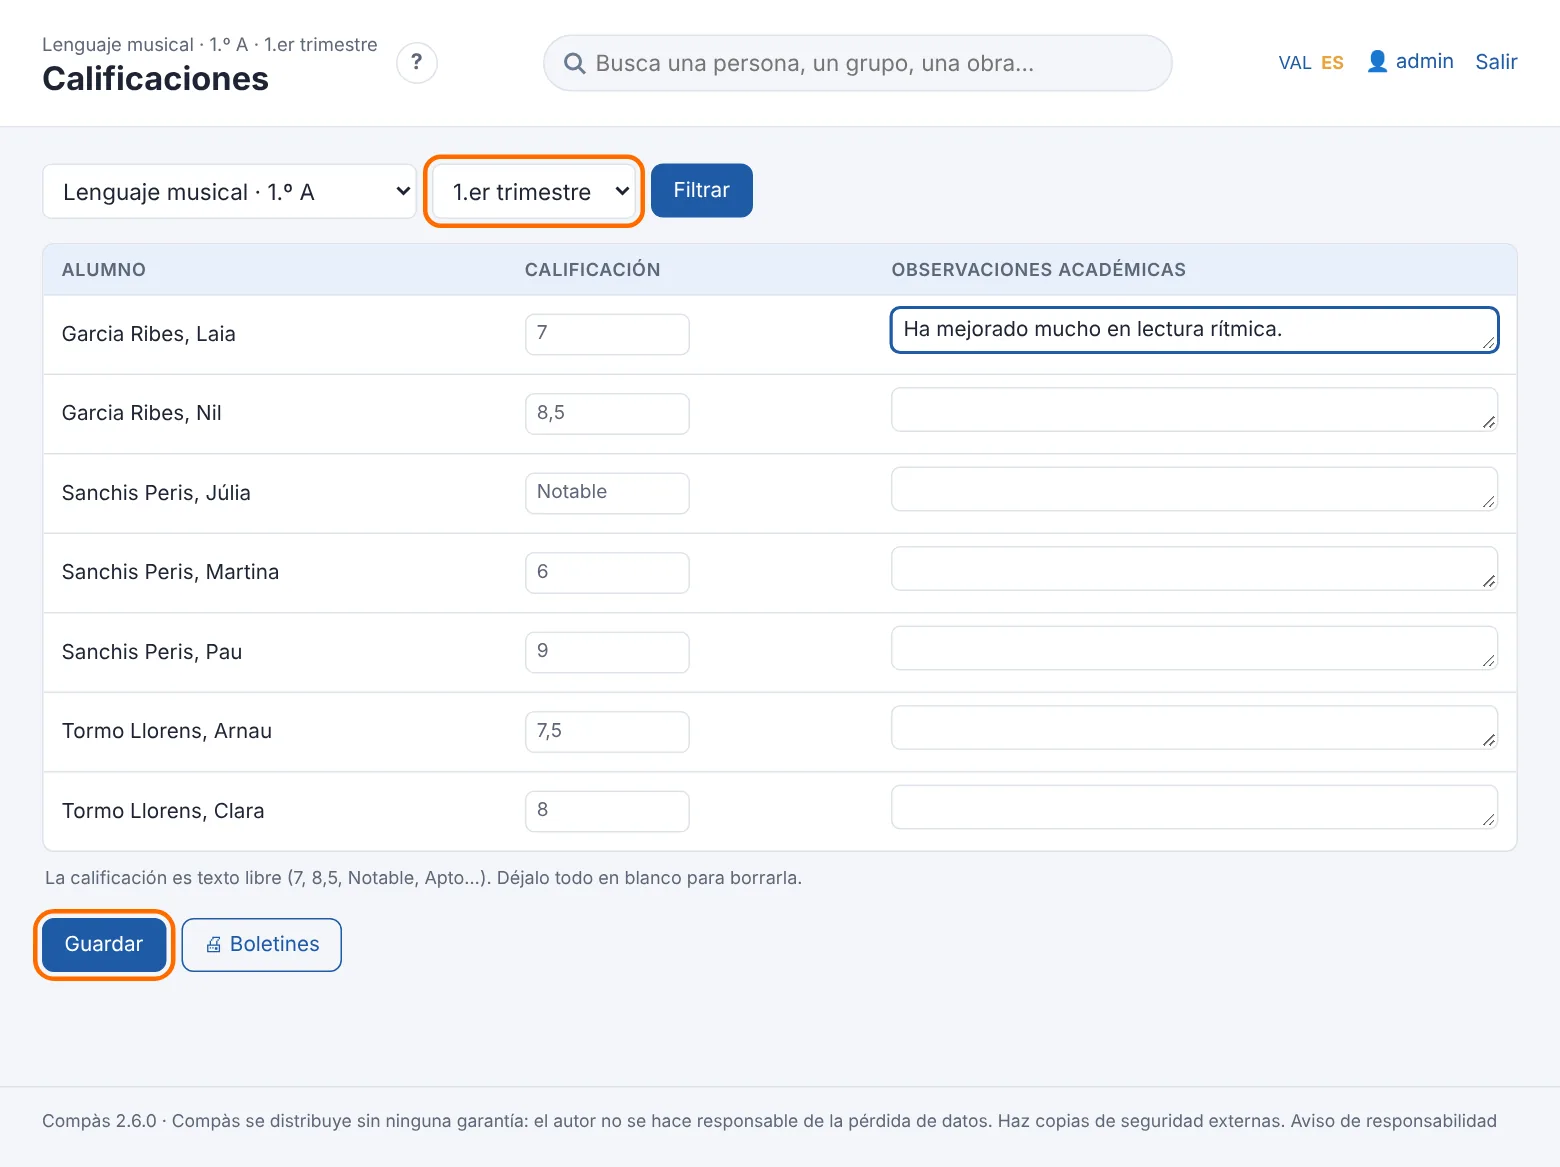 Lenguaje musical · 1.º A · 1.er trimestre
Calificaciones
?
Busca una persona, un grupo, una obra...
VAL ES
admin
Salir
Lenguaje musical · 1.º A
1.er trimestre
Filtrar
ALUMNO CALIFICACIÓN OBSERVACIONES ACADÉMICAS
Garcia Ribes, Laia 7 Ha mejorado mucho en lectura rítmica.
Garcia Ribes, Nil 8,5
Sanchis Peris, Júlia Notable
Sanchis Peris, Martina 6
Sanchis Peris, Pau 9
Tormo Llorens, Arnau 7,5
Tormo Llorens, Clara 8
La calificación es texto libre (7, 8,5, Notable, Apto...). Déjalo todo en blanco para borrarla.
Guardar
Boletines
Compàs 2.6.0 · Compàs se distribuye sin ninguna garantía: el autor no se hace responsable de la pérdida de datos. Haz copias de seguridad externas. Aviso de responsabilidad